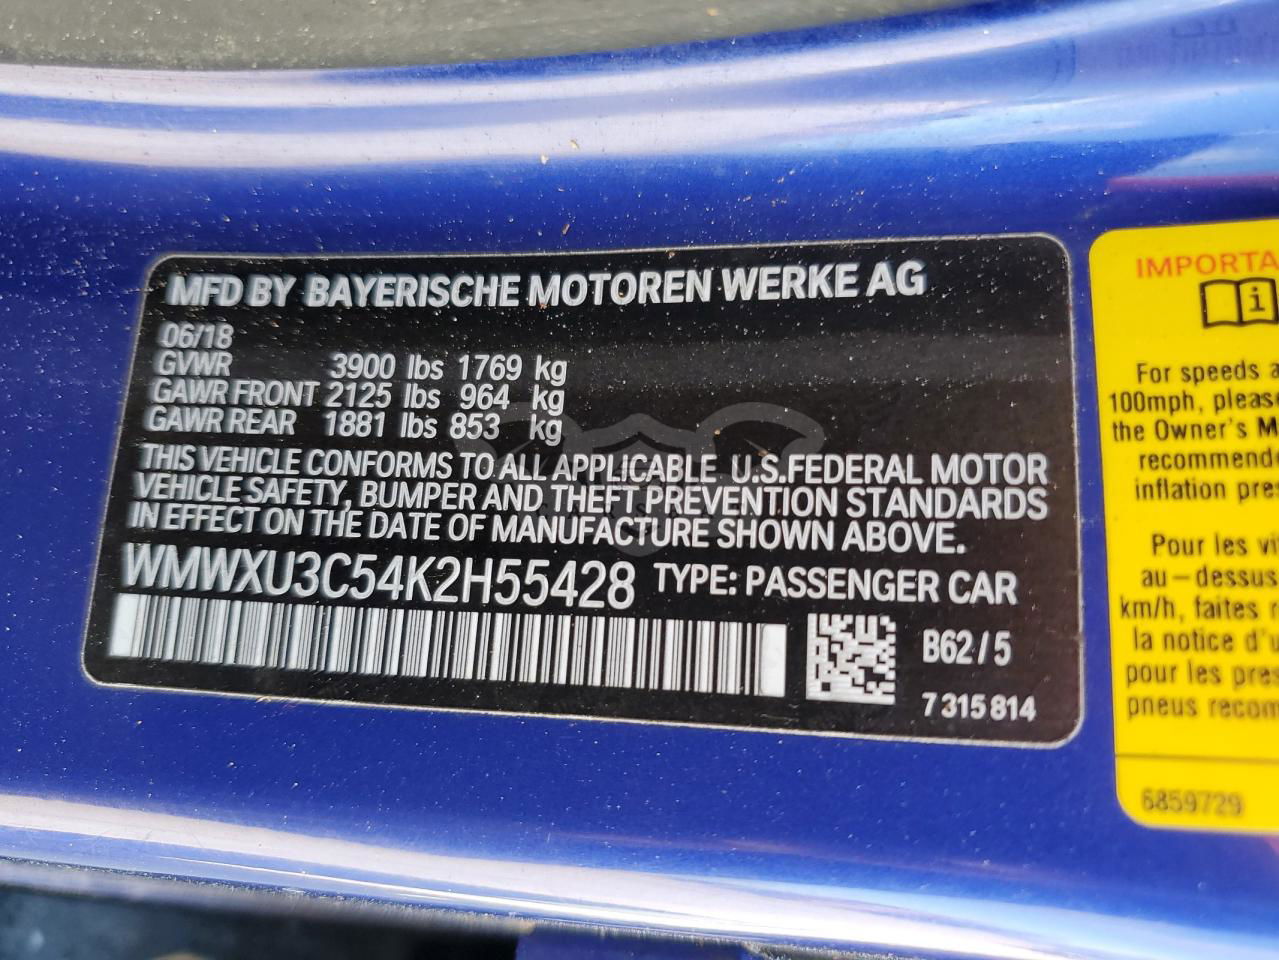 MFD BY BAYERISCHE MOTOREN WERKE AG
06/18
GVWR 3900 lbs 1769 kg
GAWR FRONT 2125 lbs 964 kg
GAWR REAR 1881 lbs 853 kg
THIS VEHICLE CONFORMS TO ALL APPLICABLE U.S.FEDERAL MOTOR
VEHICLE SAFETY, BUMPER AND THEFT PREVENTION STANDARDS
IN EFFECT ON THE DATE OF MANUFACTURE SHOWN ABOVE.
WMWXU3C54K2H55428 TYPE: PASSENGER CAR
B62/5
7 315 814
IMPORTA
For speeds a
100mph, please
the Owner's M
recommende
inflation pre
Pour les vi
au-dessus
km/h, faites r
la notice d'u
pour les pres
pneus recom
6859729